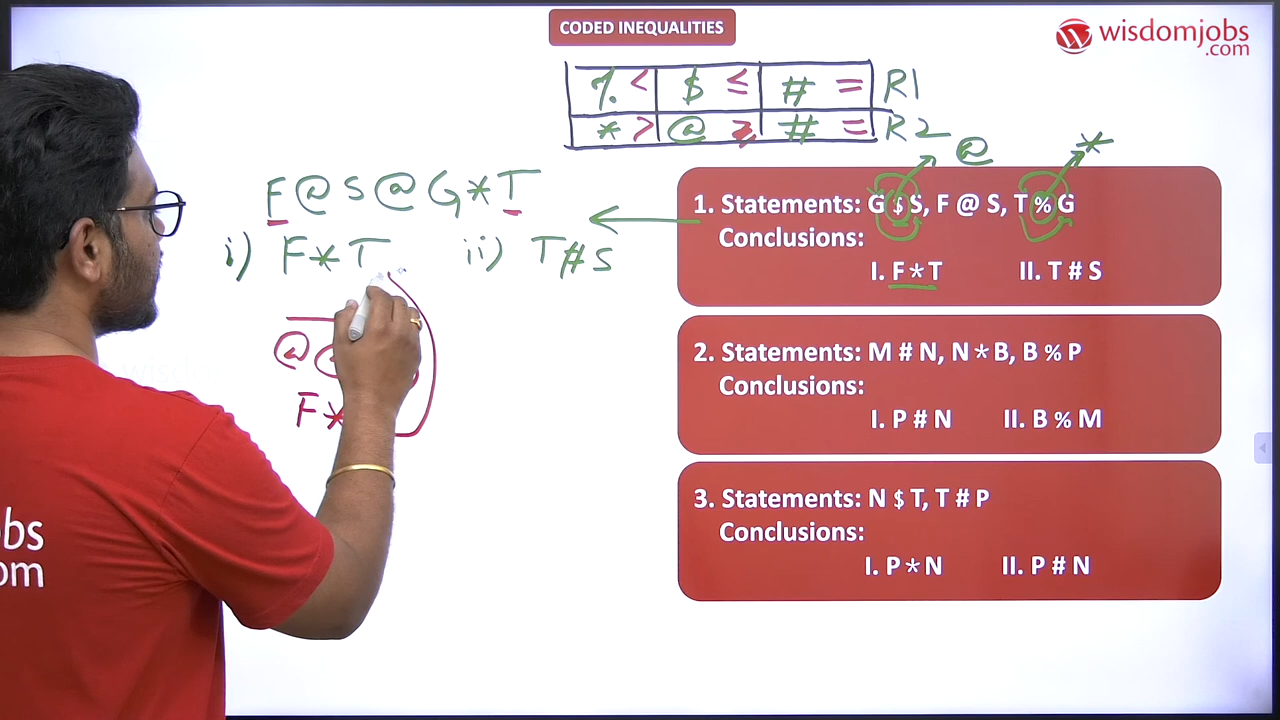 CODED INEQUALITIES
wisdomjobs
.com
% < $ ≤ # = R1
* > @ ≥ # = R2
@ *
F @ S @ G * T
i) F * T ii) T # S
@
F *
1. Statements: G $ S, F @ S, T % G
Conclusions:
I. F * T II. T # S
2. Statements: M # N, N * B, B % P
Conclusions:
I. P # N II. B % M
3. Statements: N $ T, T # P
Conclusions:
I. P * N II. P # N
bs
om